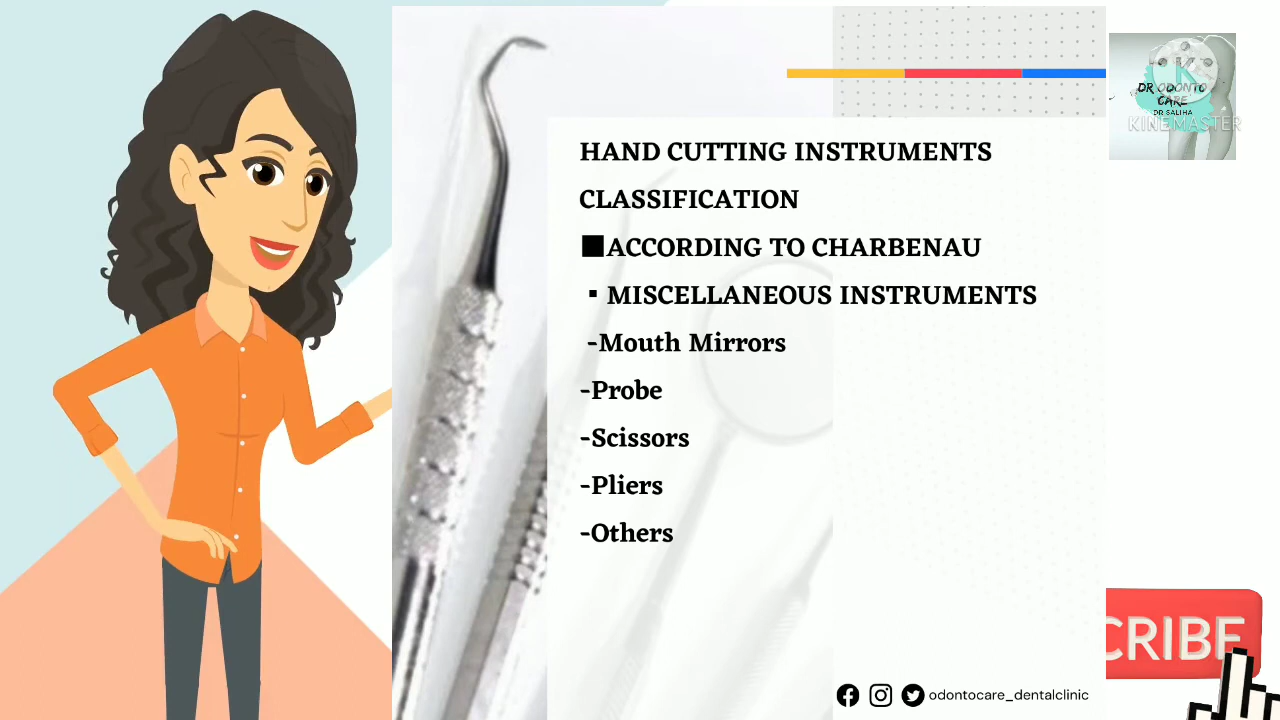 HAND CUTTING INSTRUMENTS
CLASSIFICATION
■ACCORDING TO CHARBENAU
▪ MISCELLANEOUS INSTRUMENTS
-Mouth Mirrors
-Probe
-Scissors
-Pliers
-Others
odontocare_dentalclinic
DR ODONTO
CARE
DR SALIHA
KINEMASTER
CRIBE